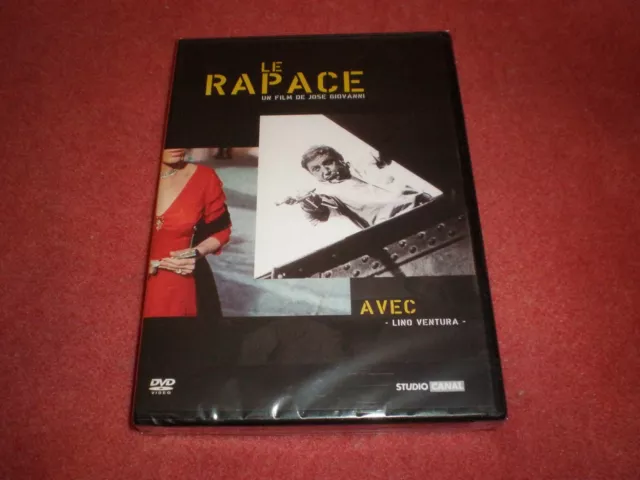 LE
RAPACE
UN FILM DE JOSE GIOVANNI
AVEC
- LINO VENTURA -
DVD
VIDEO
STUDIO CANAL